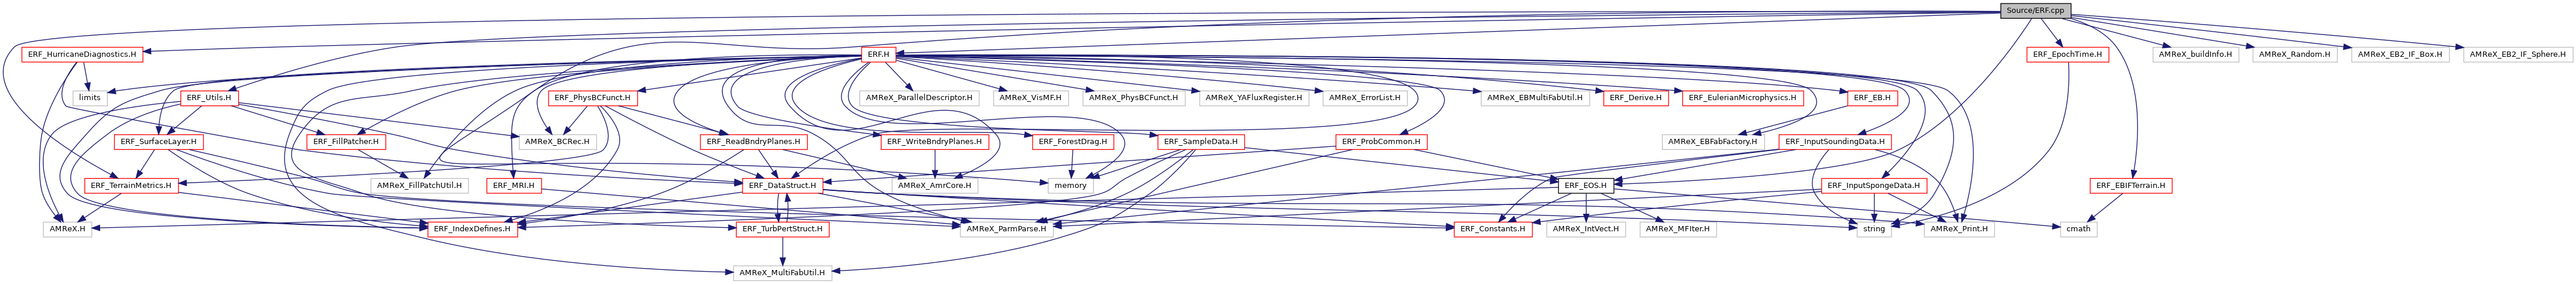 Source/ERF.cpp
ERF_HurricaneDiagnostics.H
ERF.H
ERF_EpochTime.H
AMReX_buildInfo.H
AMReX_Random.H
AMReX_EB2_IF_Box.H
AMReX_EB2_IF_Sphere.H
limits
ERF_Utils.H
ERF_PhysBCFunct.H
AMReX_ParallelDescriptor.H
AMReX_VisMF.H
AMReX_PhysBCFunct.H
AMReX_YAFluxRegister.H
AMReX_ErrorList.H
AMReX_EBMultiFabUtil.H
ERF_Derive.H
ERF_EulerianMicrophysics.H
ERF_EB.H
ERF_SurfaceLayer.H
ERF_FillPatcher.H
AMReX_BCRec.H
ERF_ReadBndryPlanes.H
ERF_WriteBndryPlanes.H
ERF_ForestDrag.H
ERF_SampleData.H
ERF_ProbCommon.H
AMReX_EBFabFactory.H
ERF_InputSoundingData.H
ERF_TerrainMetrics.H
AMReX_FillPatchUtil.H
ERF_MRI.H
ERF_DataStruct.H
AMReX_AmrCore.H
memory
ERF_EOS.H
ERF_InputSpongeData.H
ERF_EBIFTerrain.H
AMReX.H
ERF_IndexDefines.H
ERF_TurbPertStruct.H
AMReX_ParmParse.H
ERF_Constants.H
AMReX_IntVect.H
AMReX_MFIter.H
string
AMReX_Print.H
cmath
AMReX_MultiFabUtil.H